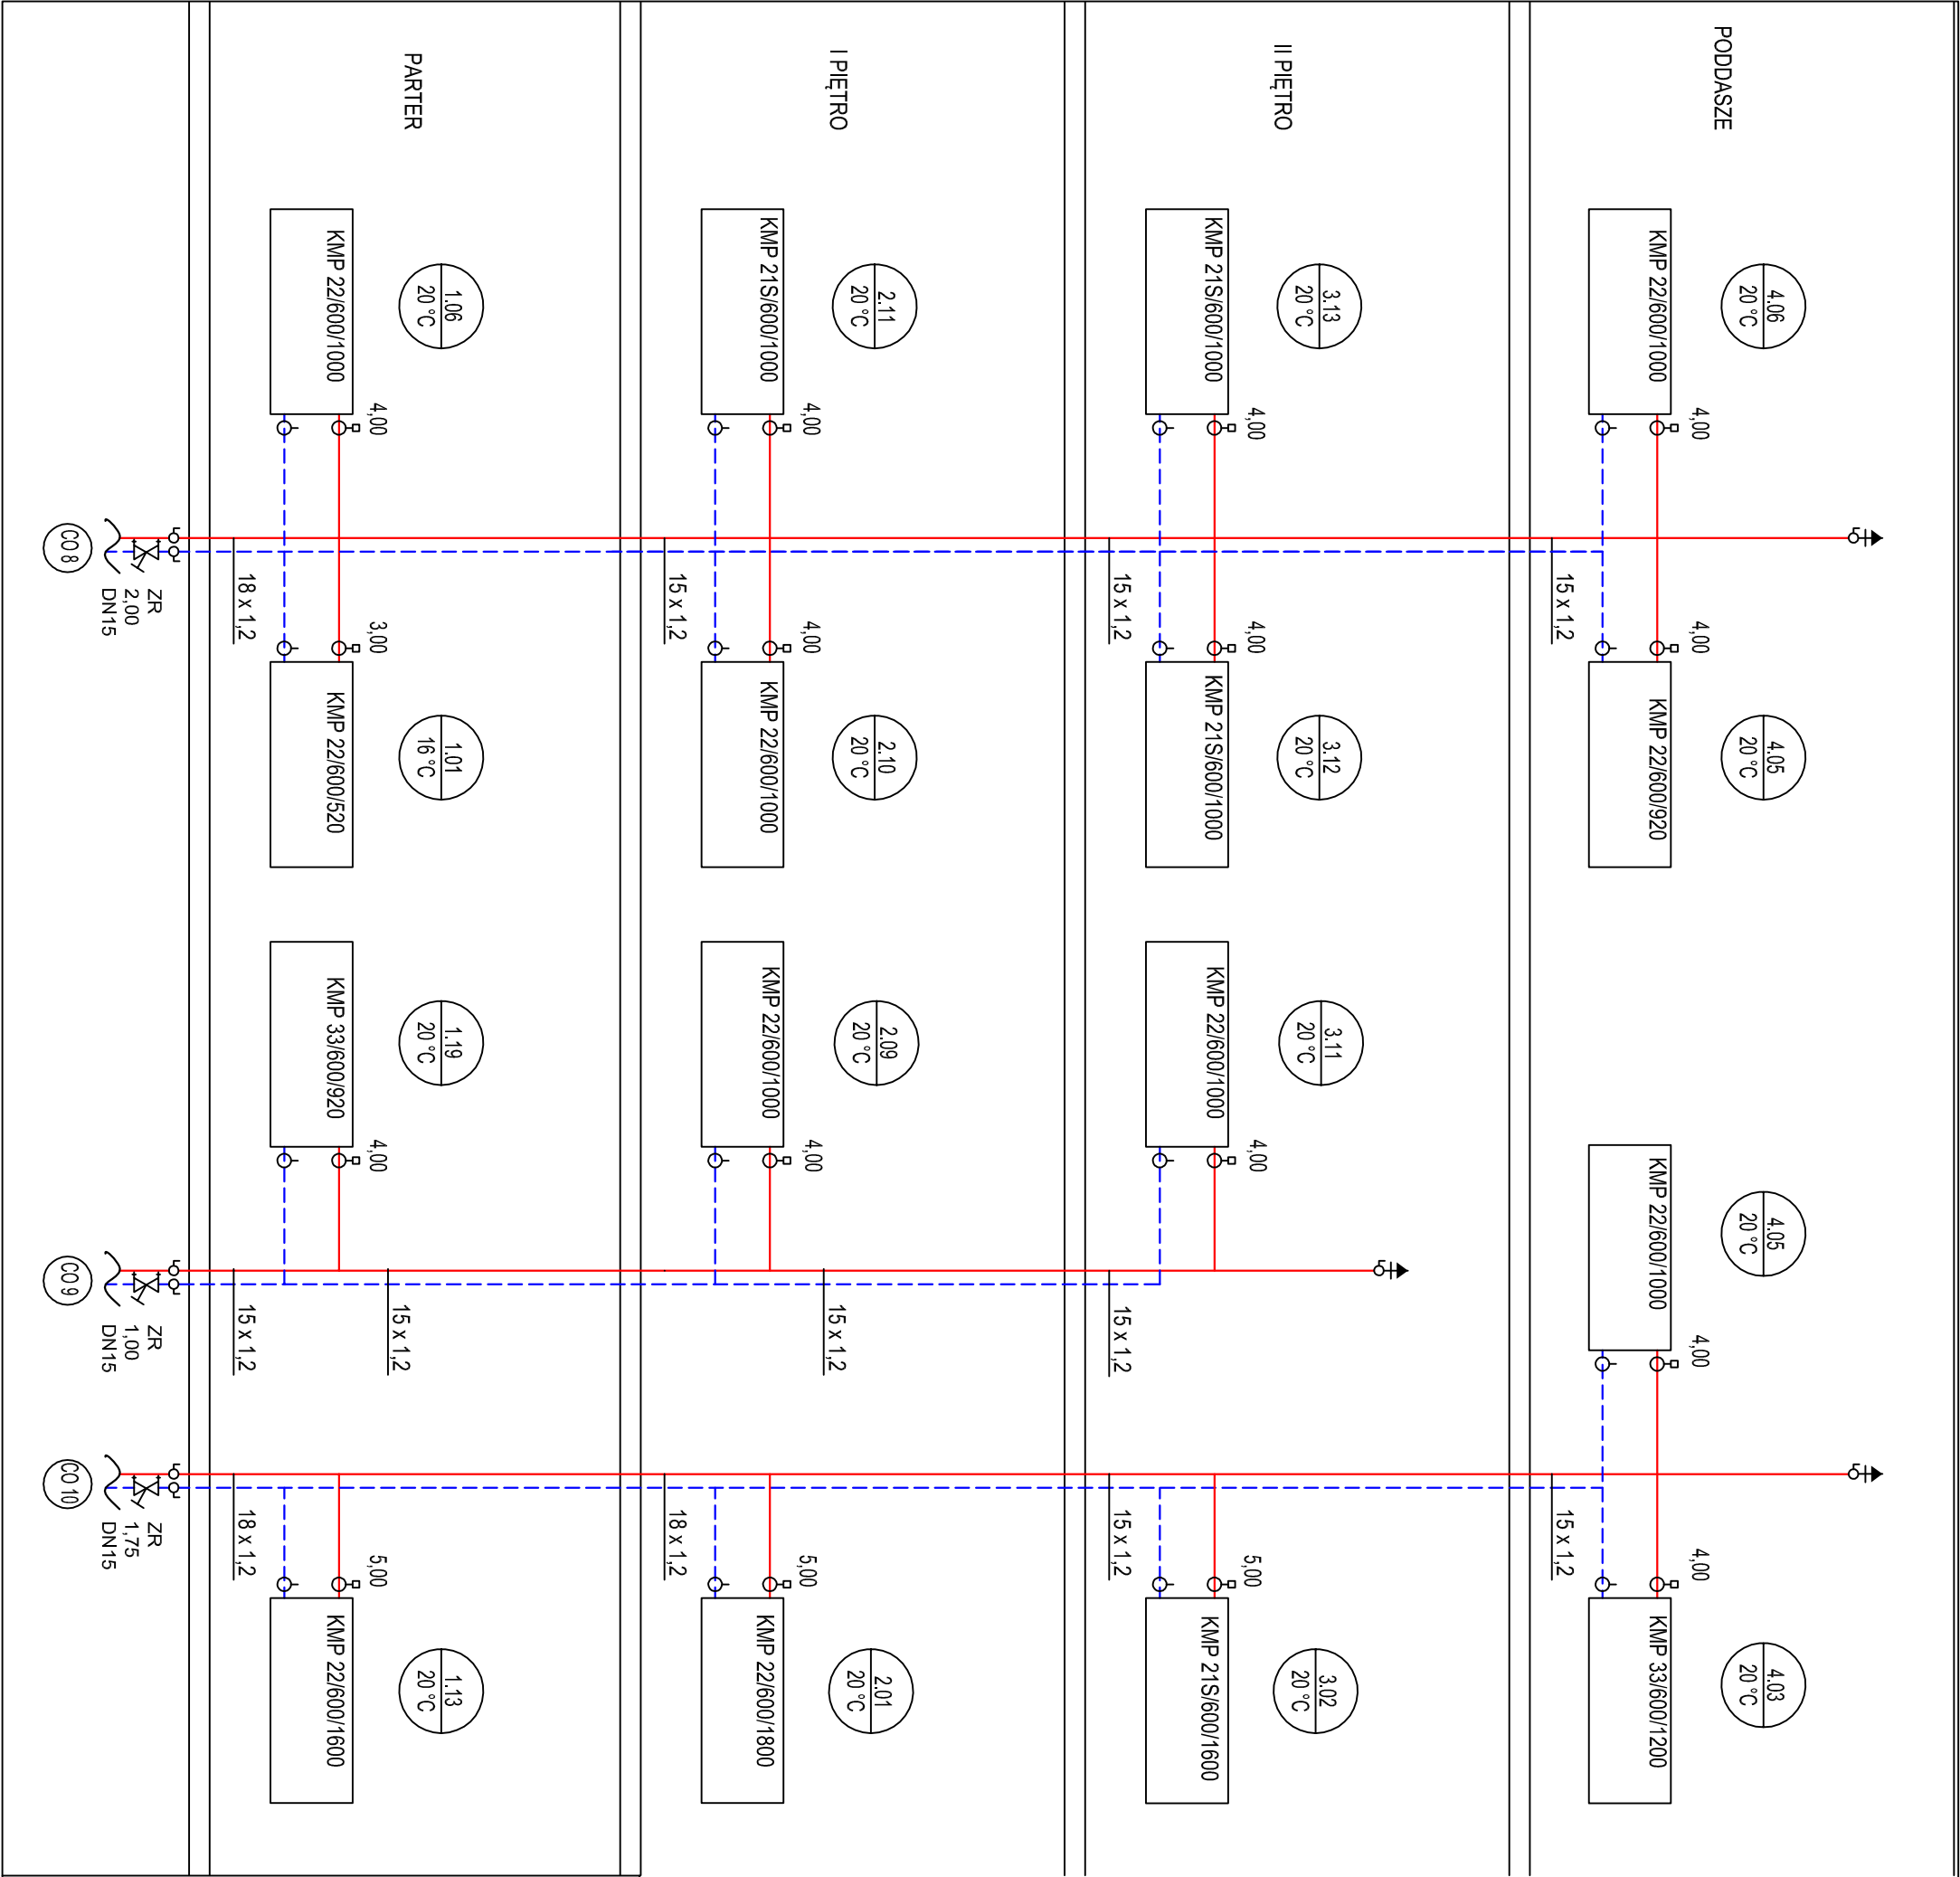 PODDASZE
4.06
20 °C
KMP 22/600/1000
4,00
4,00
15 x 1,2
4.05
20 °C
KMP 22/600/920
4.05
20 °C
KMP 22/600/1000
4,00
4,00
15 x 1,2
4.03
20 °C
KMP 33/600/1200
II PIĘTRO
3.13
20 °C
KMP 21S/600/1000
4,00
4,00
15 x 1,2
3.12
20 °C
KMP 21S/600/1000
3.11
20 °C
KMP 22/600/1000
4,00
15 x 1,2
5,00
15 x 1,2
3.02
20 °C
KMP 21S/600/1600
I PIĘTRO
2.11
20 °C
KMP 21S/600/1000
4,00
4,00
15 x 1,2
2.10
20 °C
KMP 22/600/1000
2.09
20 °C
KMP 22/600/1000
4,00
15 x 1,2
5,00
18 x 1,2
2.01
20 °C
KMP 22/600/1800
PARTER
1.06
20 °C
KMP 22/600/1000
4,00
3,00
18 x 1,2
1.01
16 °C
KMP 22/600/520
1.19
20 °C
KMP 33/600/920
4,00
15 x 1,2
15 x 1,2
5,00
18 x 1,2
1.13
20 °C
KMP 22/600/1600
ZR
2,00
DN15
CO 8
ZR
1,00
DN15
CO 9
ZR
1,75
DN15
CO 10